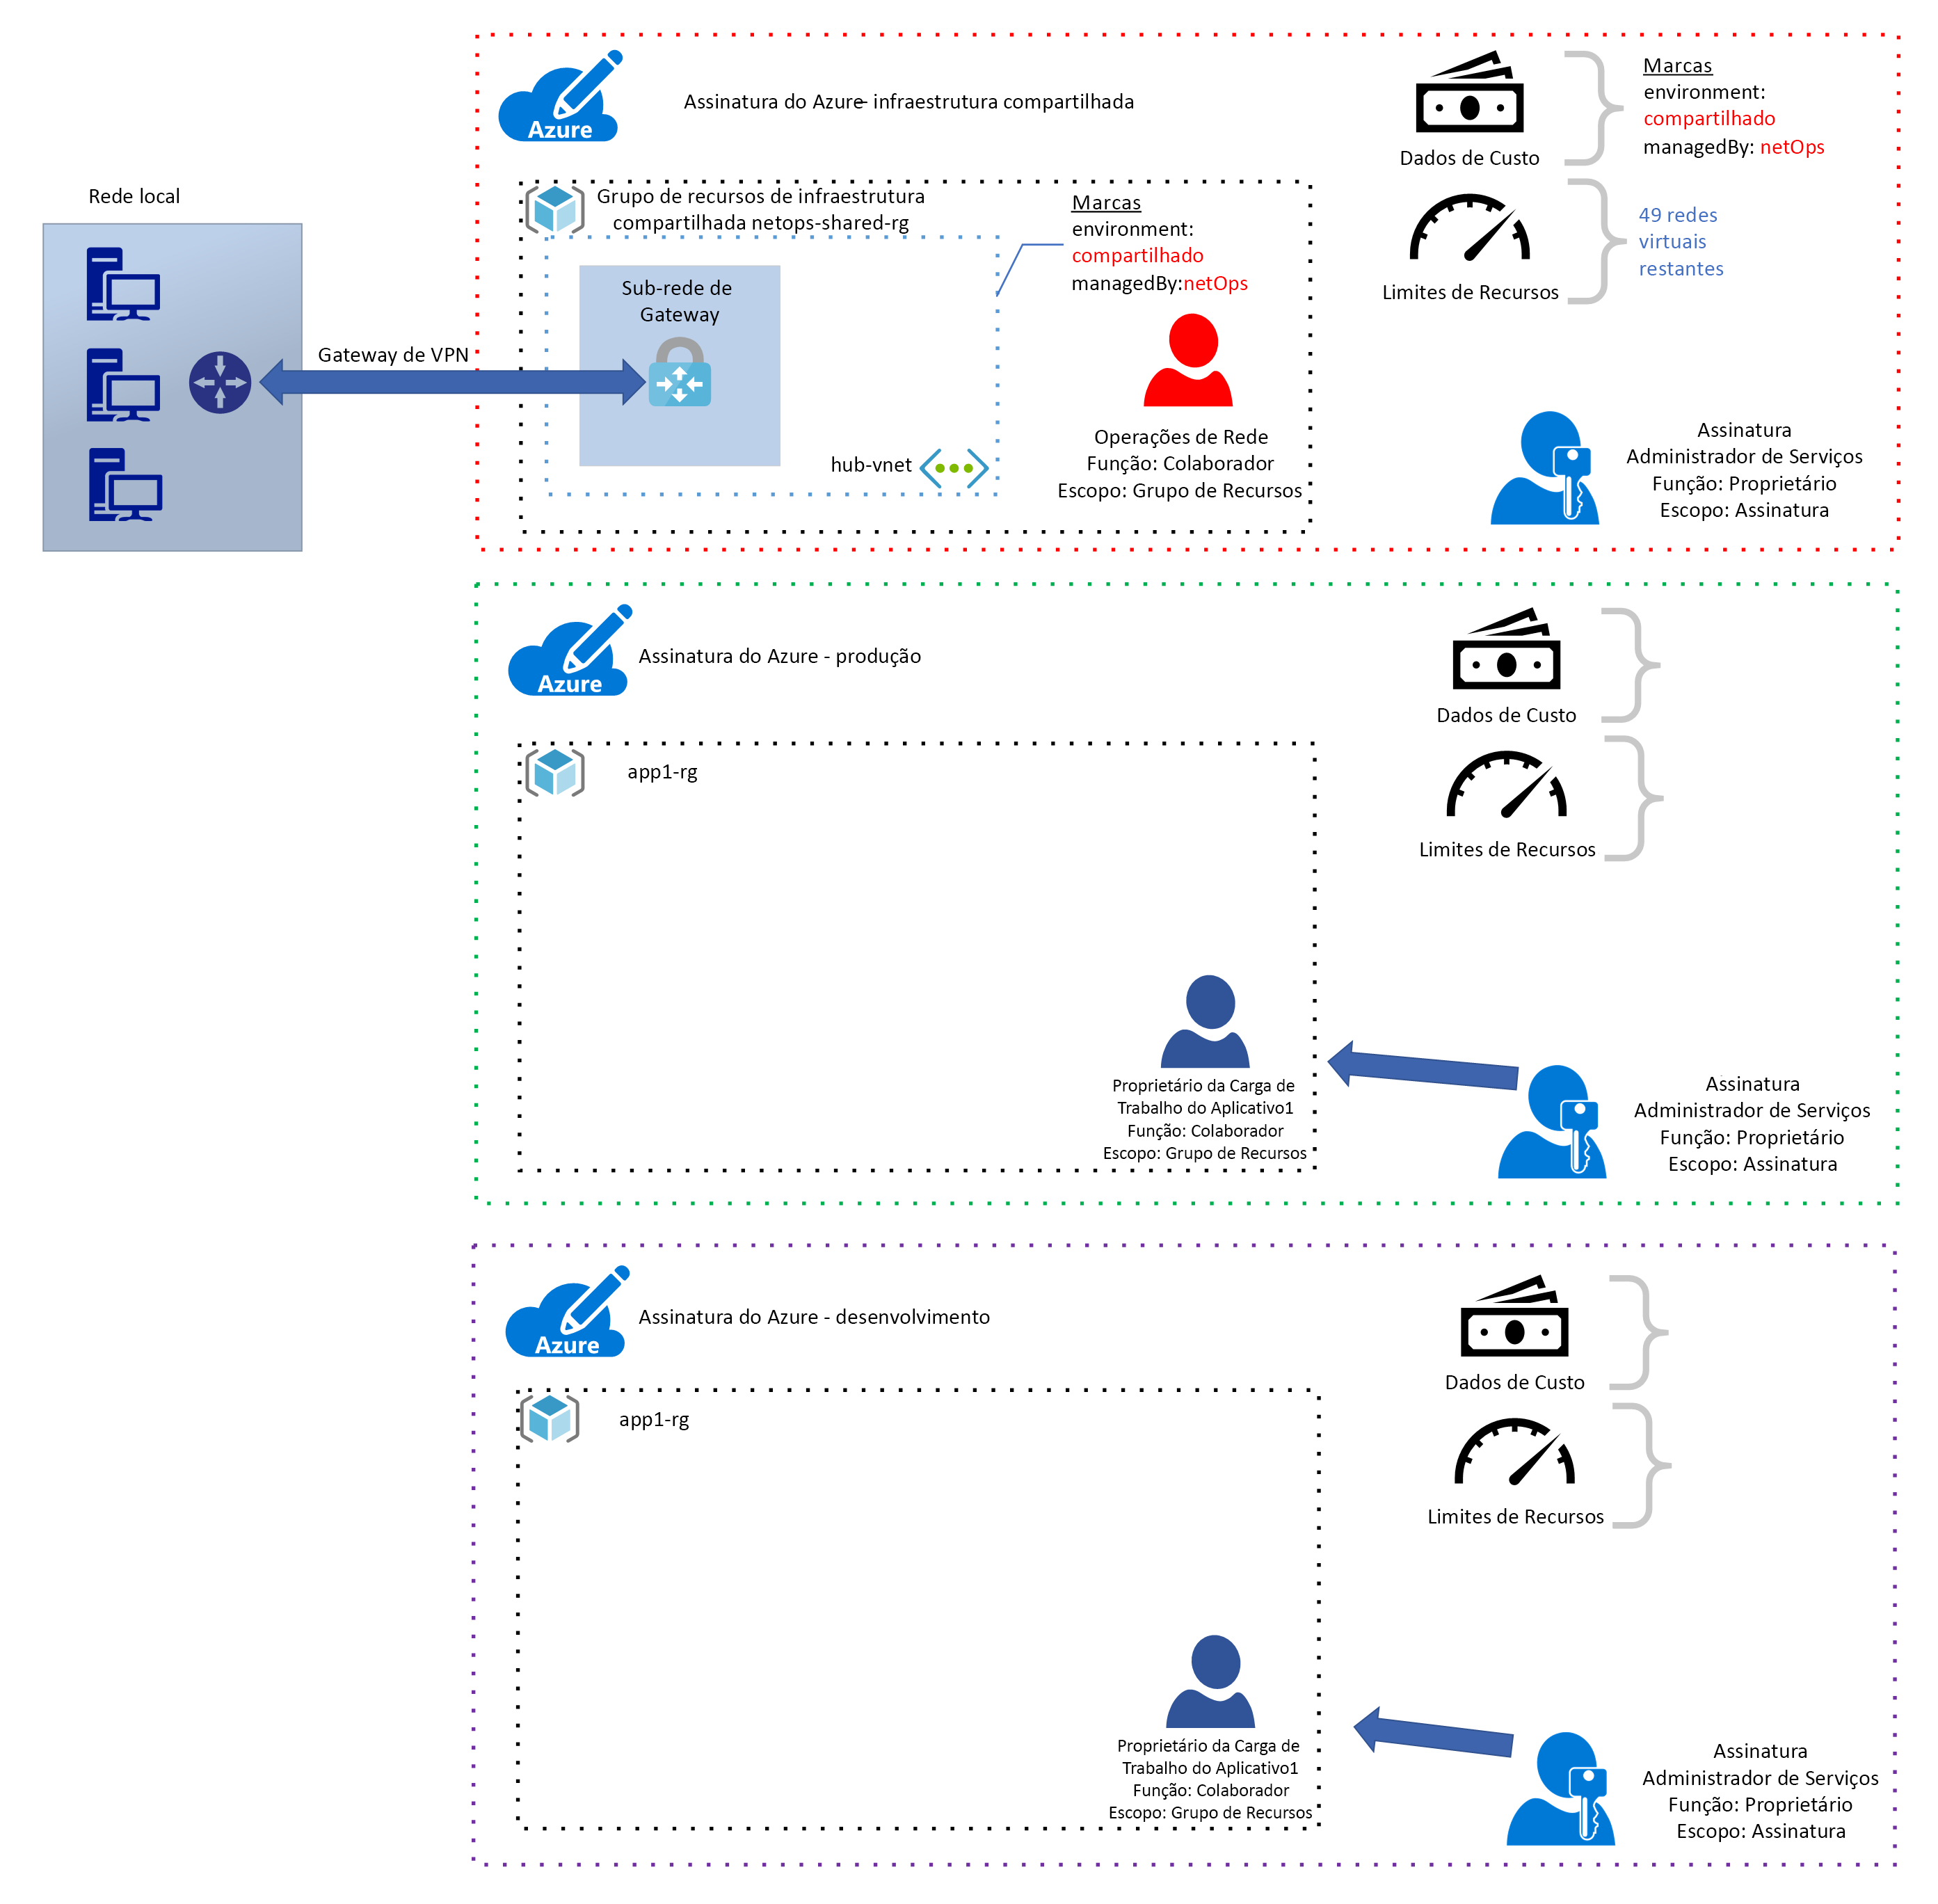 Azure
Assinatura do Azure– infraestrutura compartilhada
Dados de Custo
Marcas
environment:
compartilhado
managedBy: netOps
Limites de Recursos
49 redes
virtuais
restantes
Rede local
Gateway de VPN
Grupo de recursos de infraestrutura
compartilhada netops-shared-rg
Sub-rede de
Gateway
hub-vnet
Marcas
environment:
compartilhado
managedBy:netOps
Operações de Rede
Função: Colaborador
Escopo: Grupo de Recursos
Assinatura
Administrador de Serviços
Função: Proprietário
Escopo: Assinatura
Azure
Assinatura do Azure - produção
Dados de Custo
Limites de Recursos
app1-rg
Proprietário da Carga de
Trabalho do Aplicativo1
Função: Colaborador
Escopo: Grupo de Recursos
Assinatura
Administrador de Serviços
Função: Proprietário
Escopo: Assinatura
Azure
Assinatura do Azure - desenvolvimento
Dados de Custo
Limites de Recursos
app1-rg
Proprietário da Carga de
Trabalho do Aplicativo1
Função: Colaborador
Escopo: Grupo de Recursos
Assinatura
Administrador de Serviços
Função: Proprietário
Escopo: Assinatura